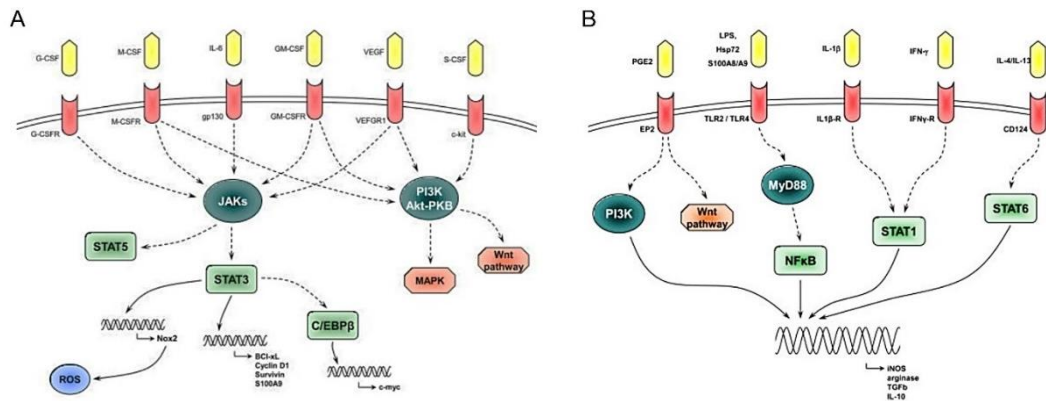 A
G-CSF
M-CSF
IL-6
GM-CSF
VEGF
S-CSF
G-CSFR
M-CSFR
gp130
GM-CSFR
VEFGR1
c-kit
JAKs
PI3K
Akt-PKB
STAT5
STAT3
MAPK
Wnt
pathway
C/EBPβ
Nox2
ROS
BCl-xL
Cyclin D1
Survivin
S100A9
c-myc
B
PGE2
LPS,
Hsp72
S100A8/A9
IL-1β
IFN-γ
IL-4/IL-13
EP2
TLR2 / TLR4
IL1β-R
IFNγ-R
CD124
PI3K
Wnt
pathway
MyD88
NFκB
STAT1
STAT6
iNOS
arginase
TGFb
IL-10